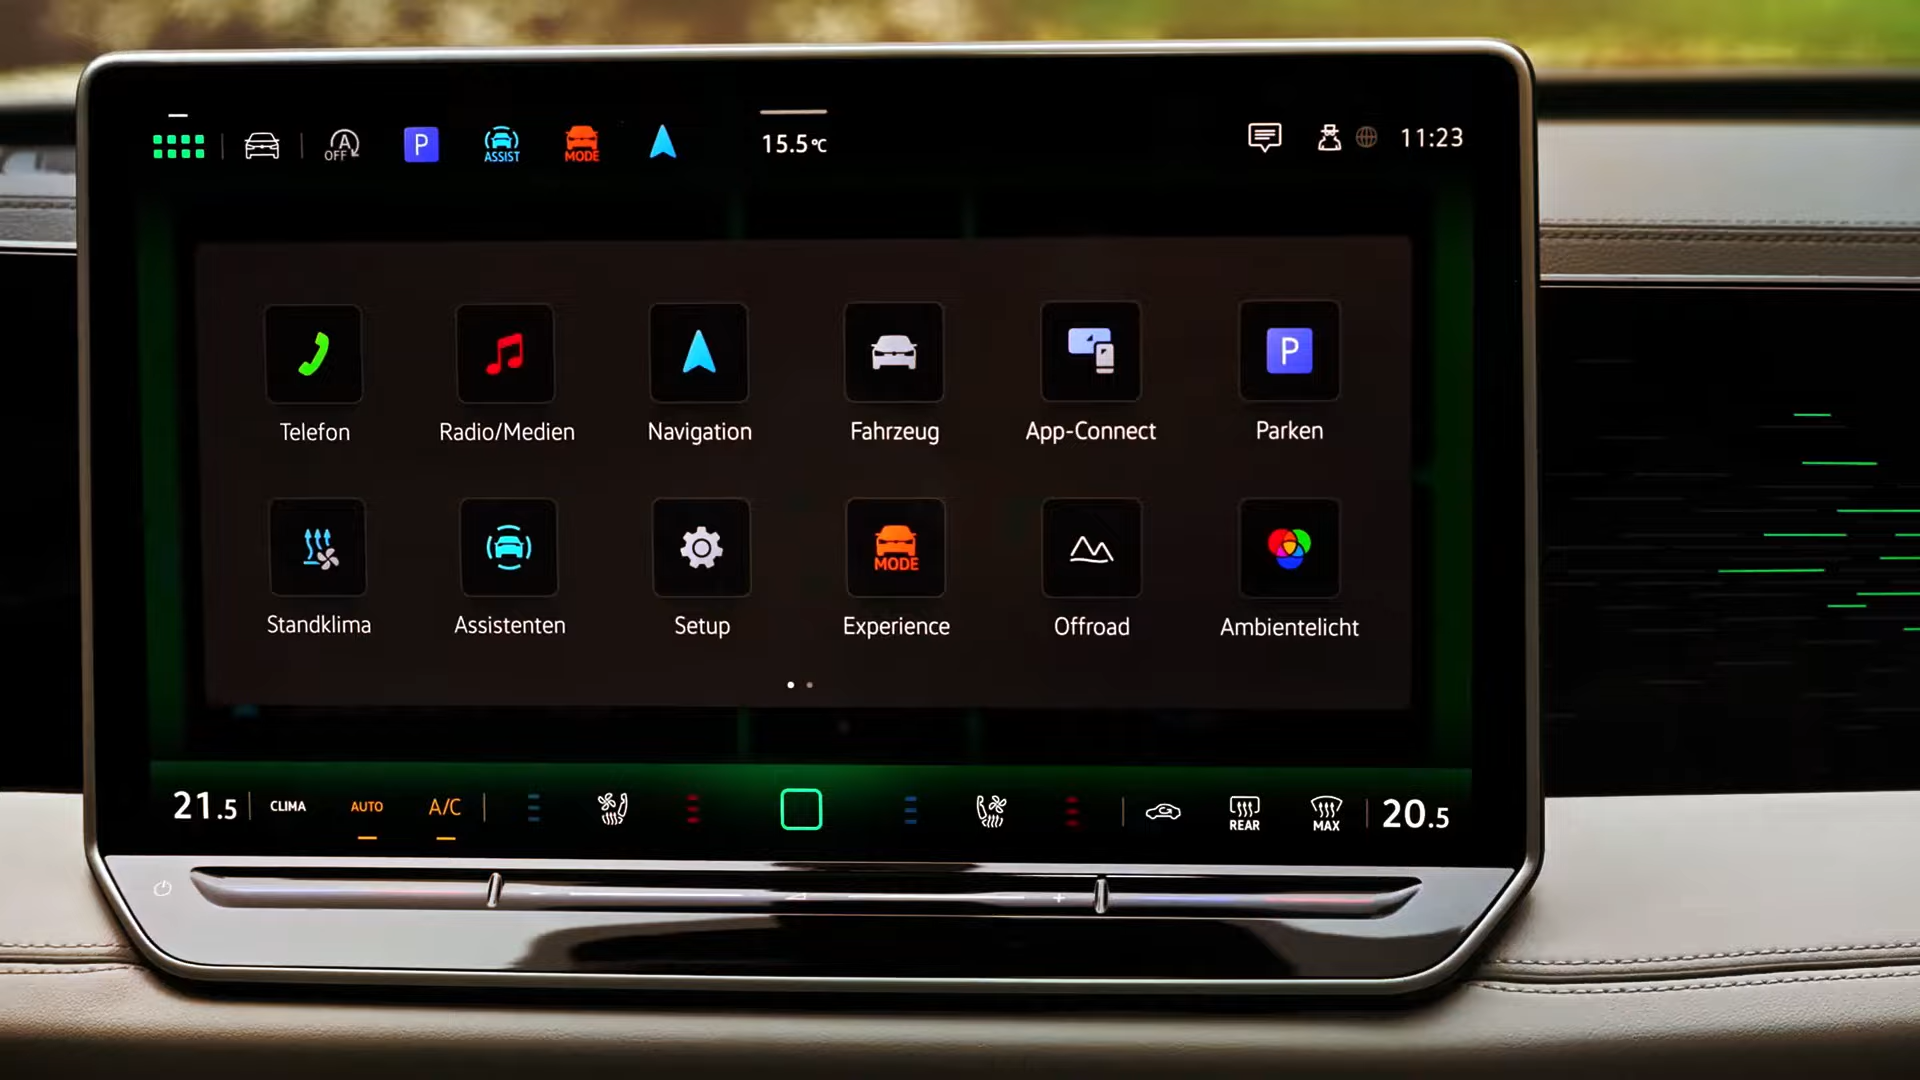 A OFF
P
ASSIST
MODE
15.5°C
11:23
Telefon
Radio/Medien
Navigation
Fahrzeug
App-Connect
P
Parken
Standklima
Assistenten
Setup
MODE
Experience
Offroad
Ambientelicht
21.5
CLIMA
AUTO
A/C
REAR
MAX
20.5
+